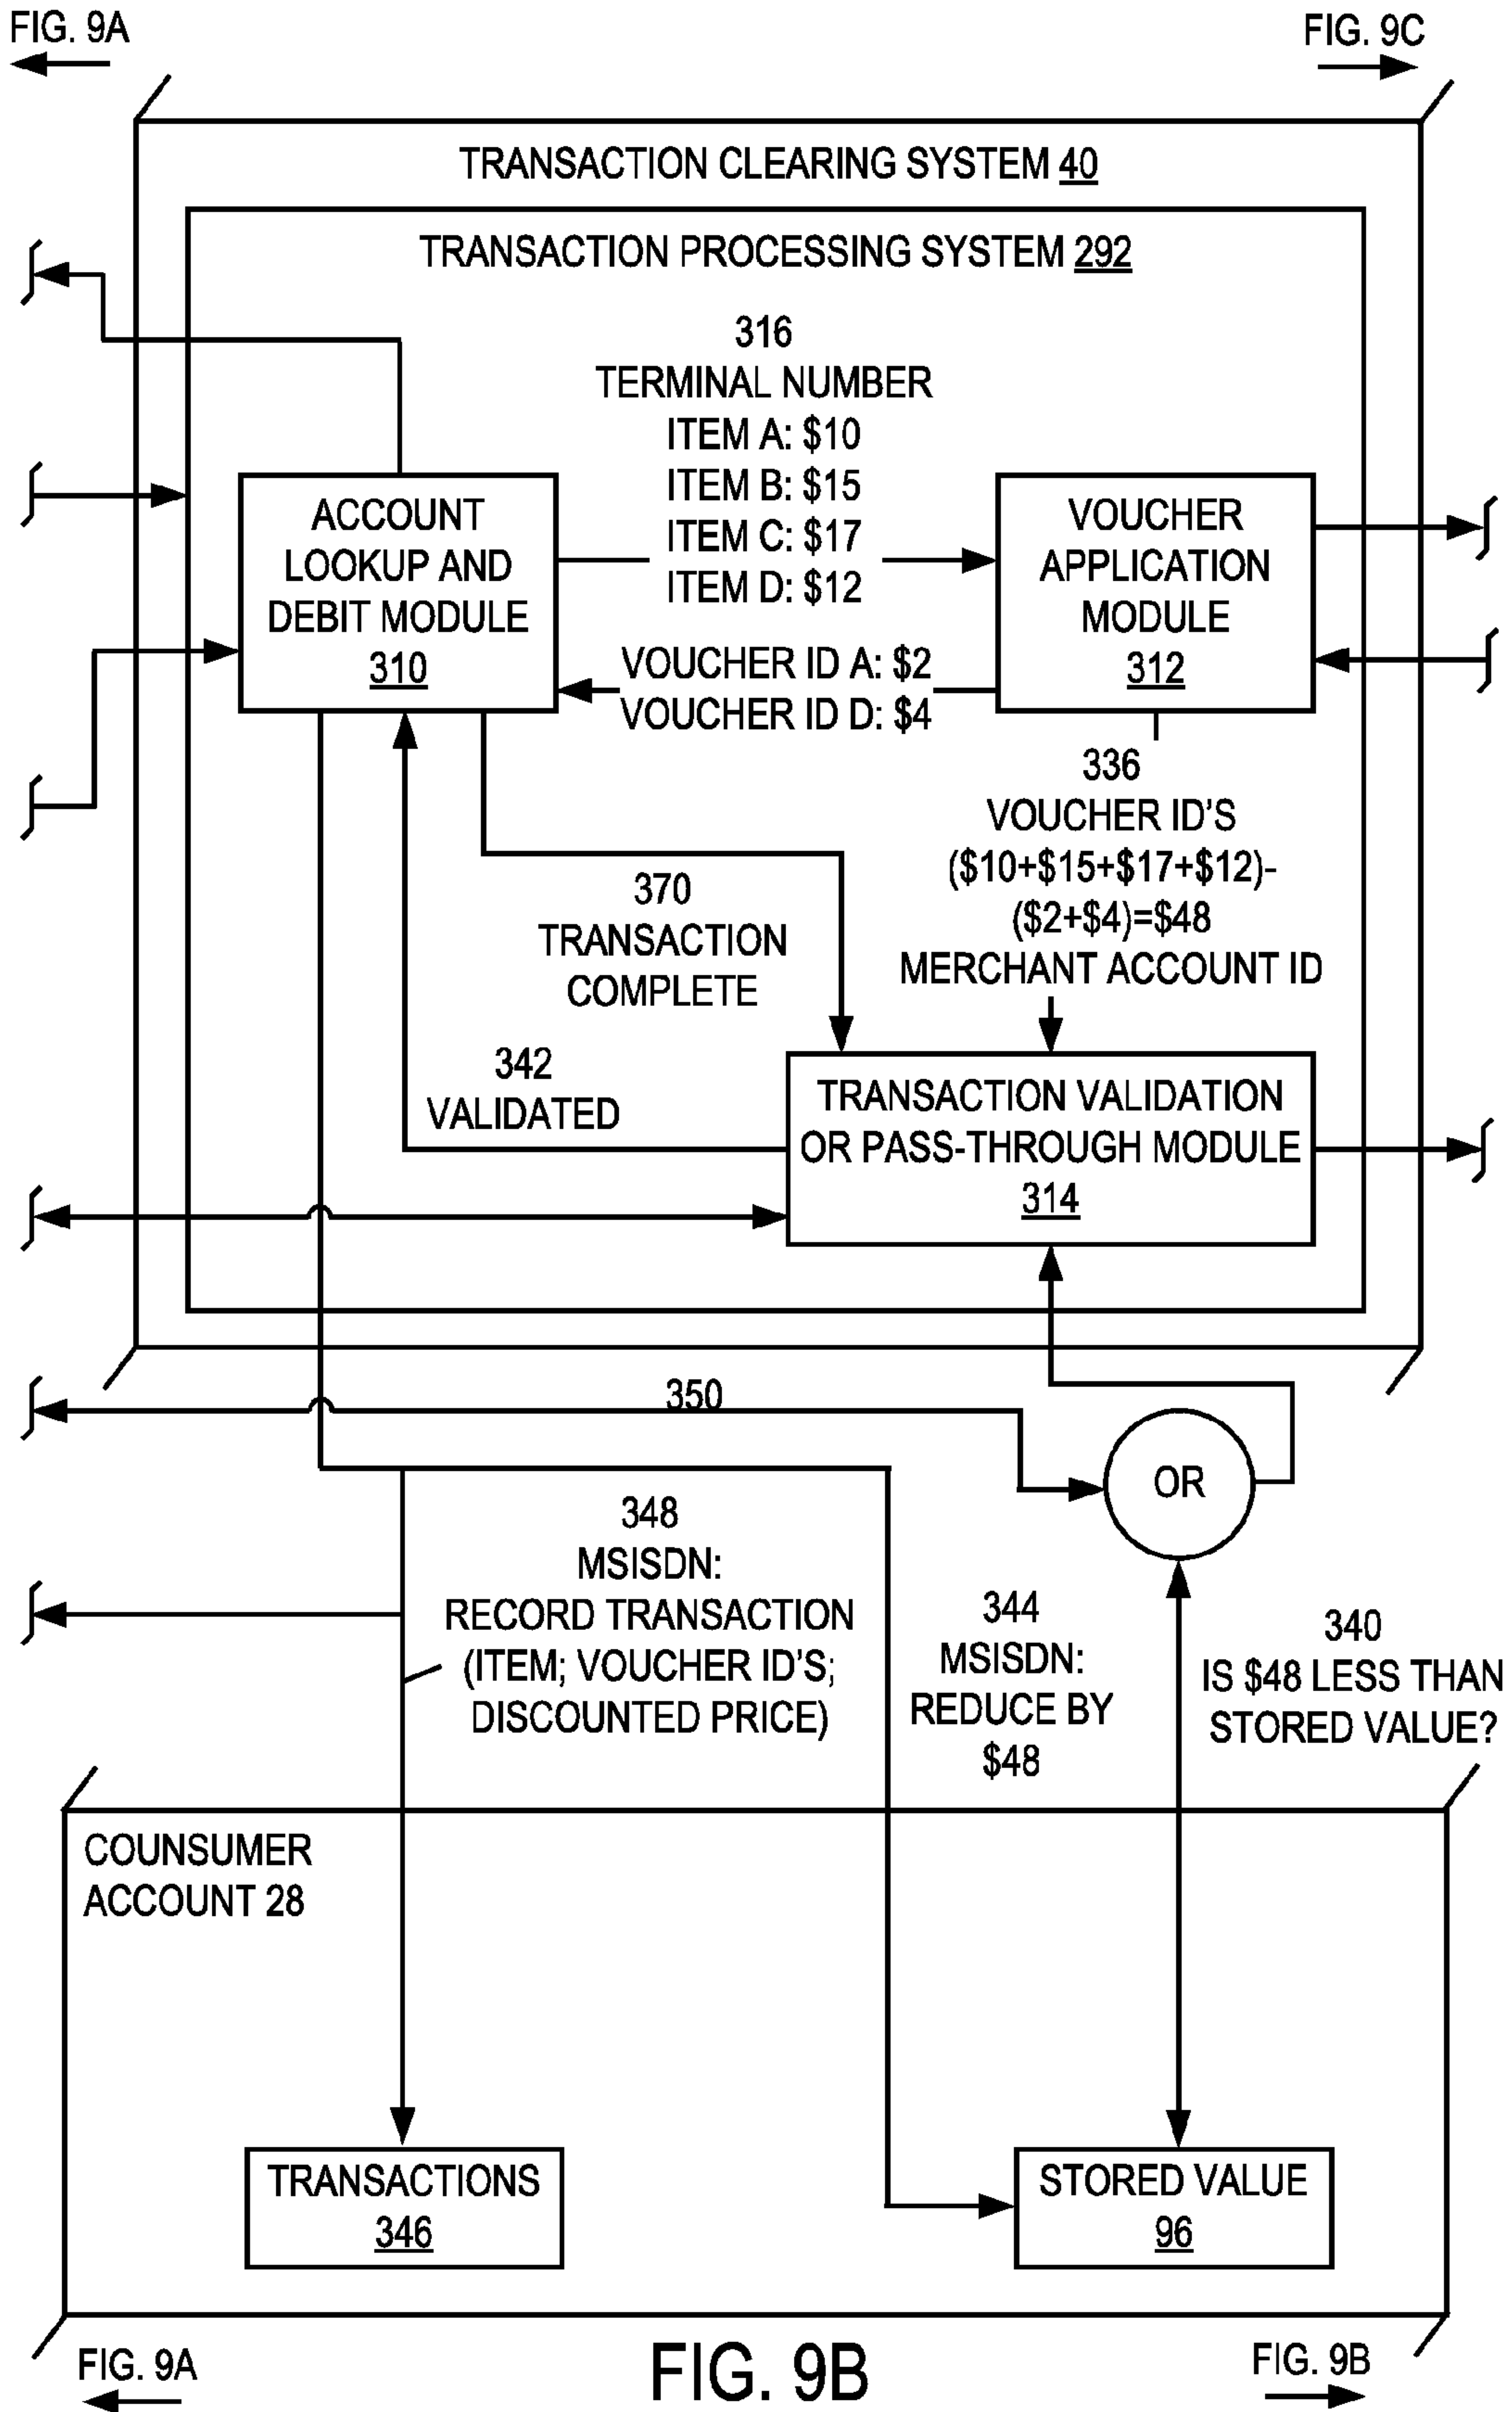 FIG. 9A
FIG. 9C
TRANSACTION CLEARING SYSTEM 40
TRANSACTION PROCESSING SYSTEM 292
316
TERMINAL NUMBER
ITEM A: $10
ITEM B: $15
ITEM C: $17
ITEM D: $12
ACCOUNT
LOOKUP AND
DEBIT MODULE
310
VOUCHER
APPLICATION
MODULE
312
VOUCHER ID A: $2
VOUCHER ID D: $4
336
VOUCHER ID'S
($10+$15+$17+$12)-
($2+$4)=$48
MERCHANT ACCOUNT ID
370
TRANSACTION
COMPLETE
342
VALIDATED
TRANSACTION VALIDATION
OR PASS-THROUGH MODULE
314
350
OR
348
MSISDN:
RECORD TRANSACTION
(ITEM; VOUCHER ID'S;
DISCOUNTED PRICE)
344
MSISDN:
REDUCE BY
$48
340
IS $48 LESS THAN
STORED VALUE?
COUNSUMER
ACCOUNT 28
TRANSACTIONS
346
STORED VALUE
96
FIG. 9A
FIG. 9B
FIG. 9B